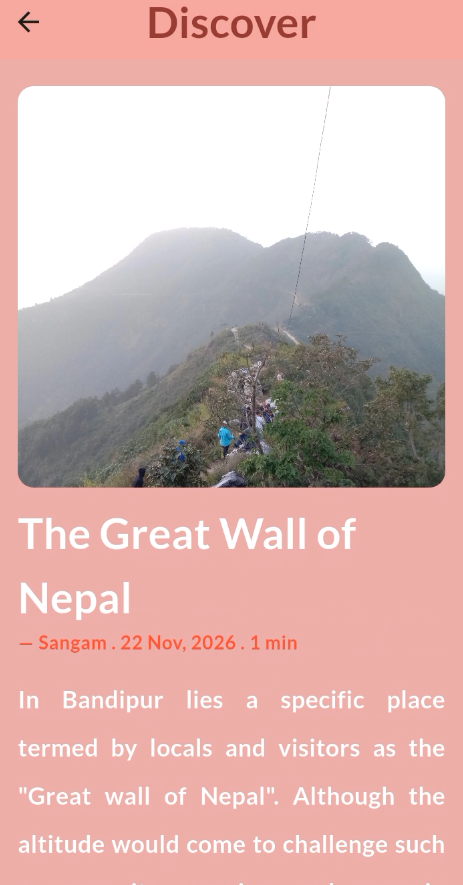 Discover
The Great Wall of
Nepal
— Sangam . 22 Nov, 2026 . 1 min
In Bandipur lies a specific place
termed by locals and visitors as the
"Great wall of Nepal". Although the
altitude would come to challenge such